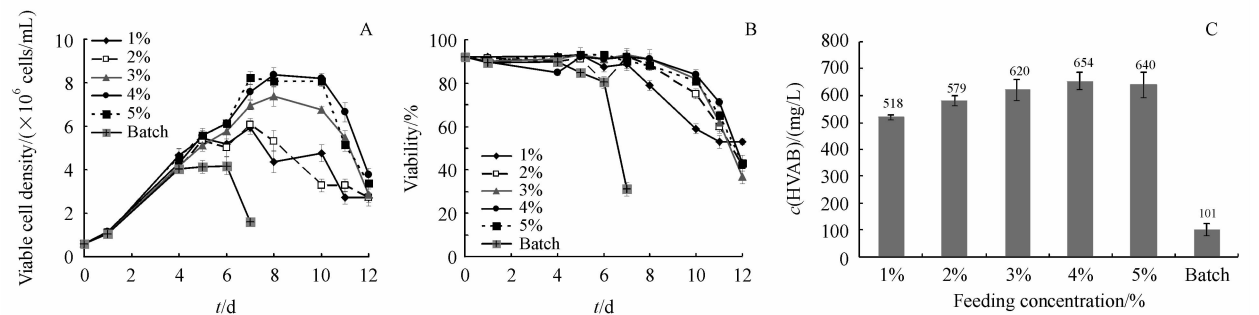 A
Viable cell density/(×10⁶ cells/mL)
10
8
6
4
2
0
1%
2%
3%
4%
5%
Batch
0 2 4 6 8 10 12
t/d
B
Viability/%
100
80
60
40
20
0
1%
2%
3%
4%
5%
Batch
0 2 4 6 8 10 12
t/d
C
c(HVAB)/(mg/L)
800
700
600
500
400
300
200
100
0
518 579 620 654 640 101
1% 2% 3% 4% 5% Batch
Feeding concentration/%